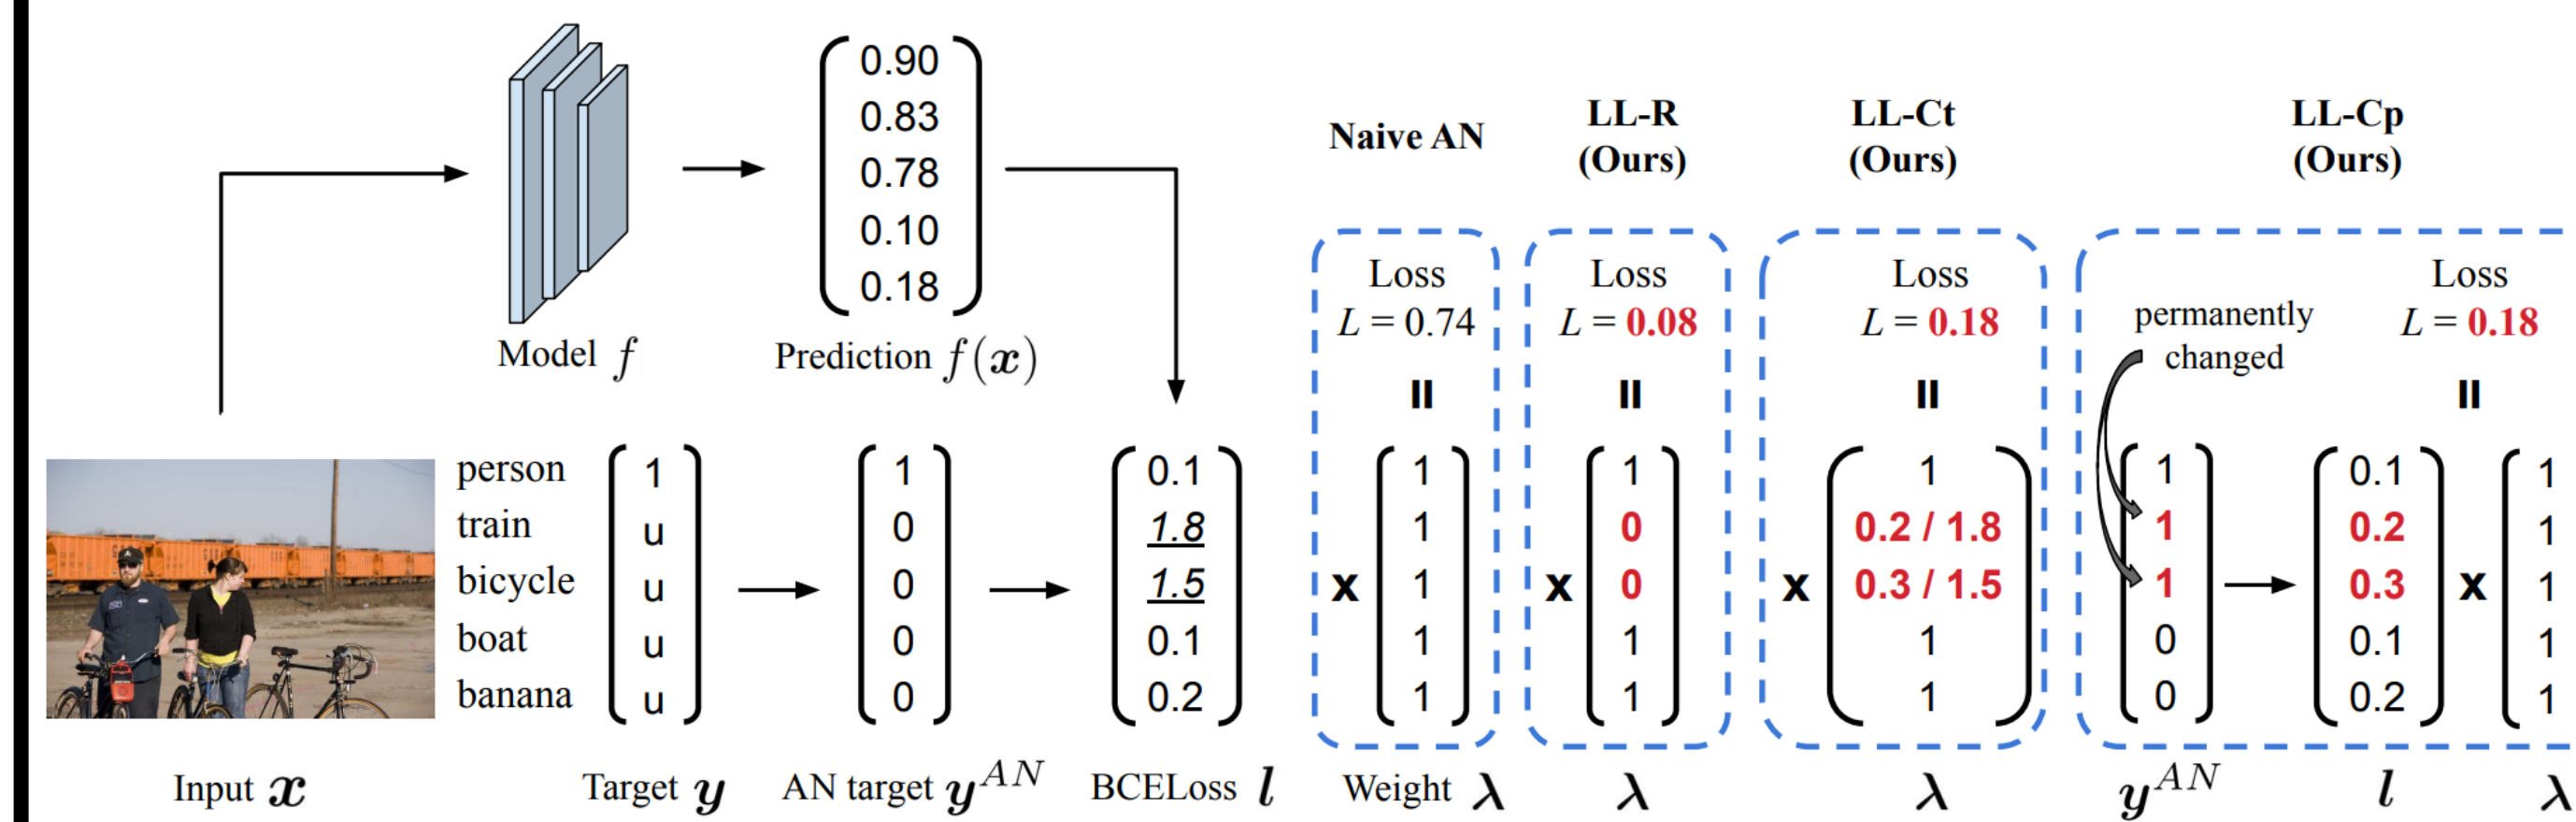 0.90
0.83
0.78
0.10
0.18
Model f
Prediction f(x)
Naive AN
LL-R
(Ours)
LL-Ct
(Ours)
LL-Cp
(Ours)
Loss
L = 0.74
Loss
L = 0.08
Loss
L = 0.18
permanently
changed
Loss
L = 0.18
=
=
=
=
person
train
bicycle
boat
banana
1
u
u
u
u
1
0
0
0
0
0.1
1.8
1.5
0.1
0.2
x
1
1
1
1
1
x
1
0
0
1
1
x
1
0.2 / 1.8
0.3 / 1.5
1
1
1
1
1
0
0
0.1
0.2
0.3
0.1
0.2
x
1
1
1
1
1
Input x
Target y
AN target y^AN
BCELoss l
Weight λ
λ
λ
y^AN
l
λ